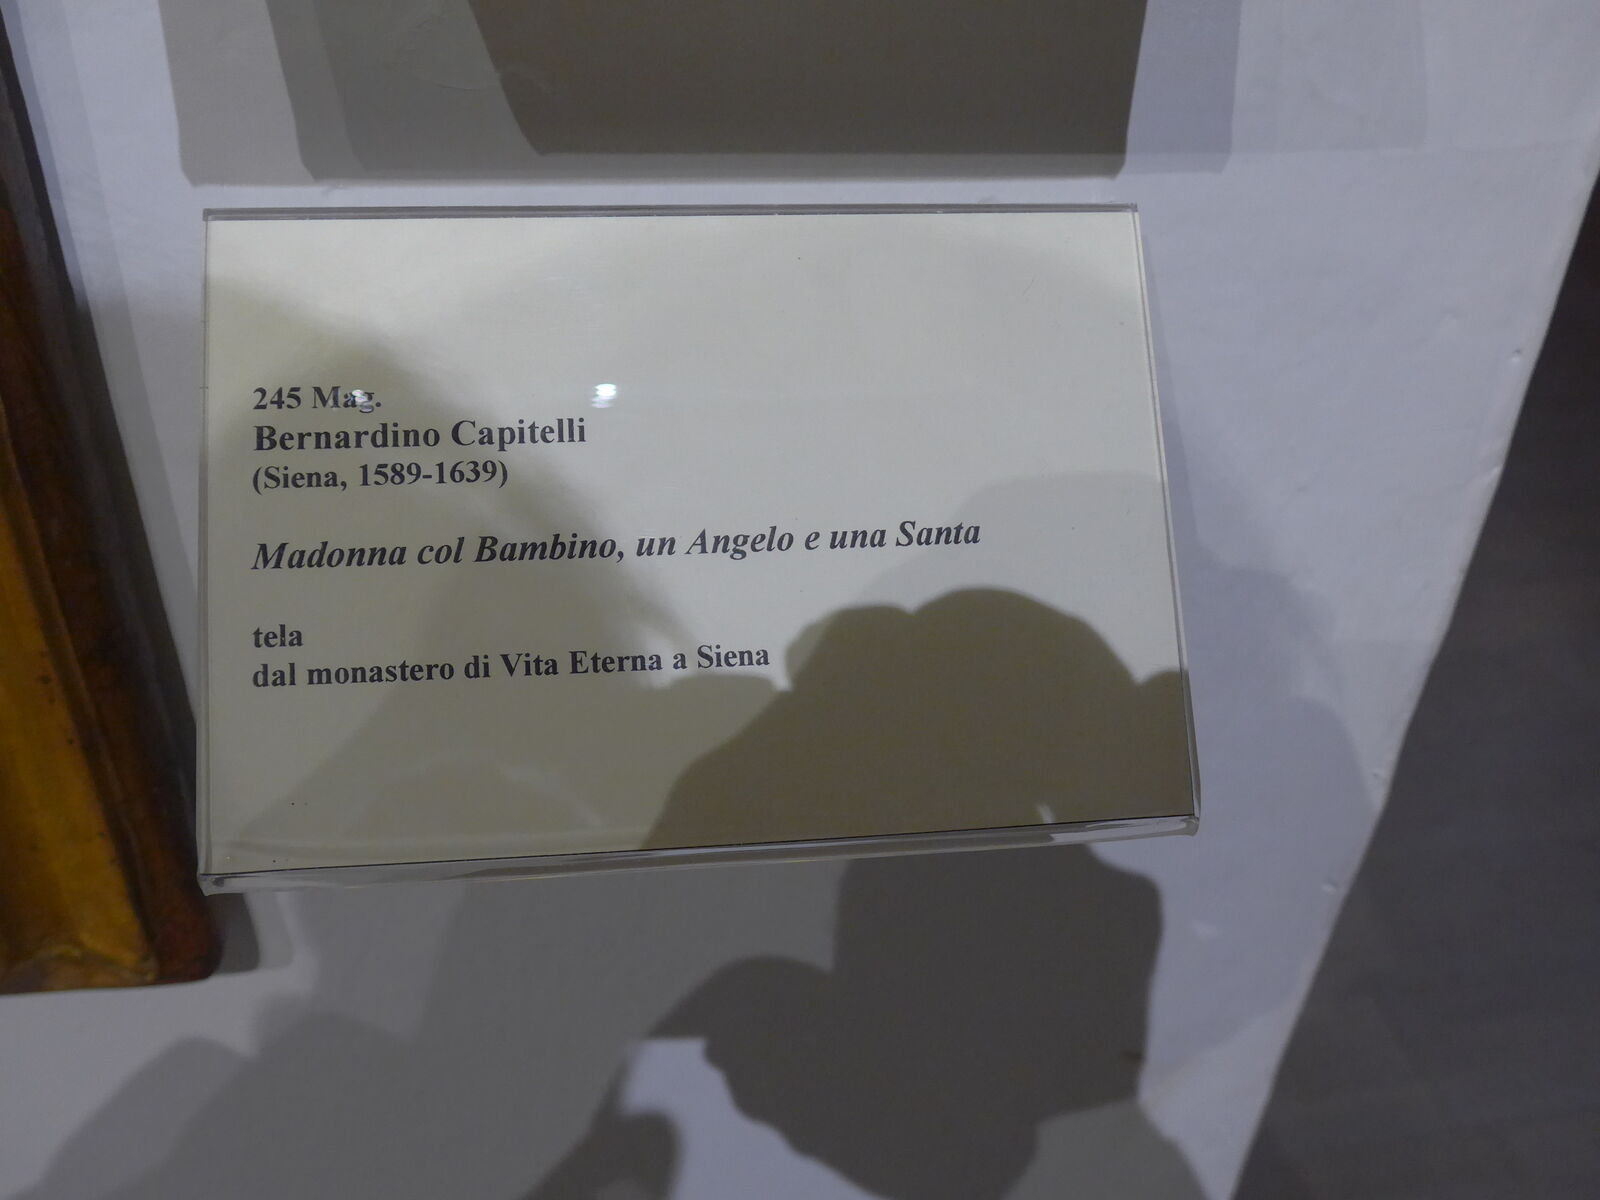 245 Mag.
Bernardino Capitelli
(Siena, 1589-1639)
Madonna col Bambino, un Angelo e una Santa
tela
dal monastero di Vita Eterna a Siena